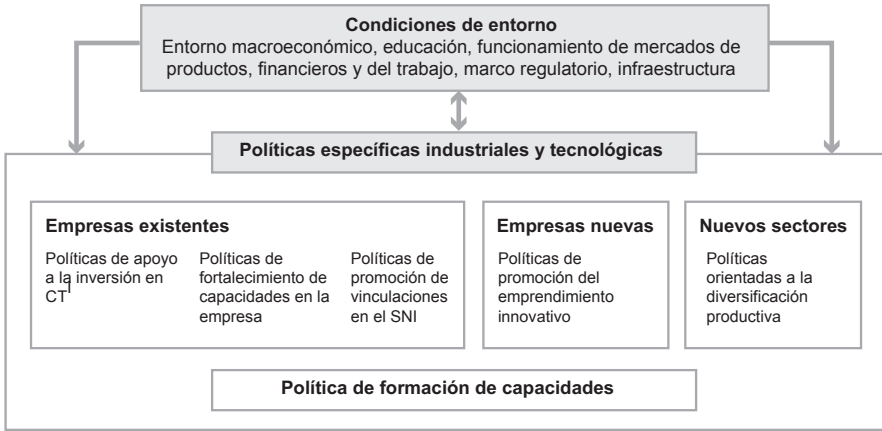 Condiciones de entorno
Entorno macroeconómico, educación, funcionamiento de mercados de
productos, financieros y del trabajo, marco regulatorio, infraestructura
Políticas específicas industriales y tecnológicas
Empresas existentes
Políticas de apoyo
a la inversión en
CTI
Políticas de
fortalecimiento de
capacidades en la
empresa
Políticas de
promoción de
vinculaciones
en el SNI
Empresas nuevas
Políticas de
promoción del
emprendimiento
innovativo
Nuevos sectores
Políticas
orientadas a la
diversificación
productiva
Política de formación de capacidades